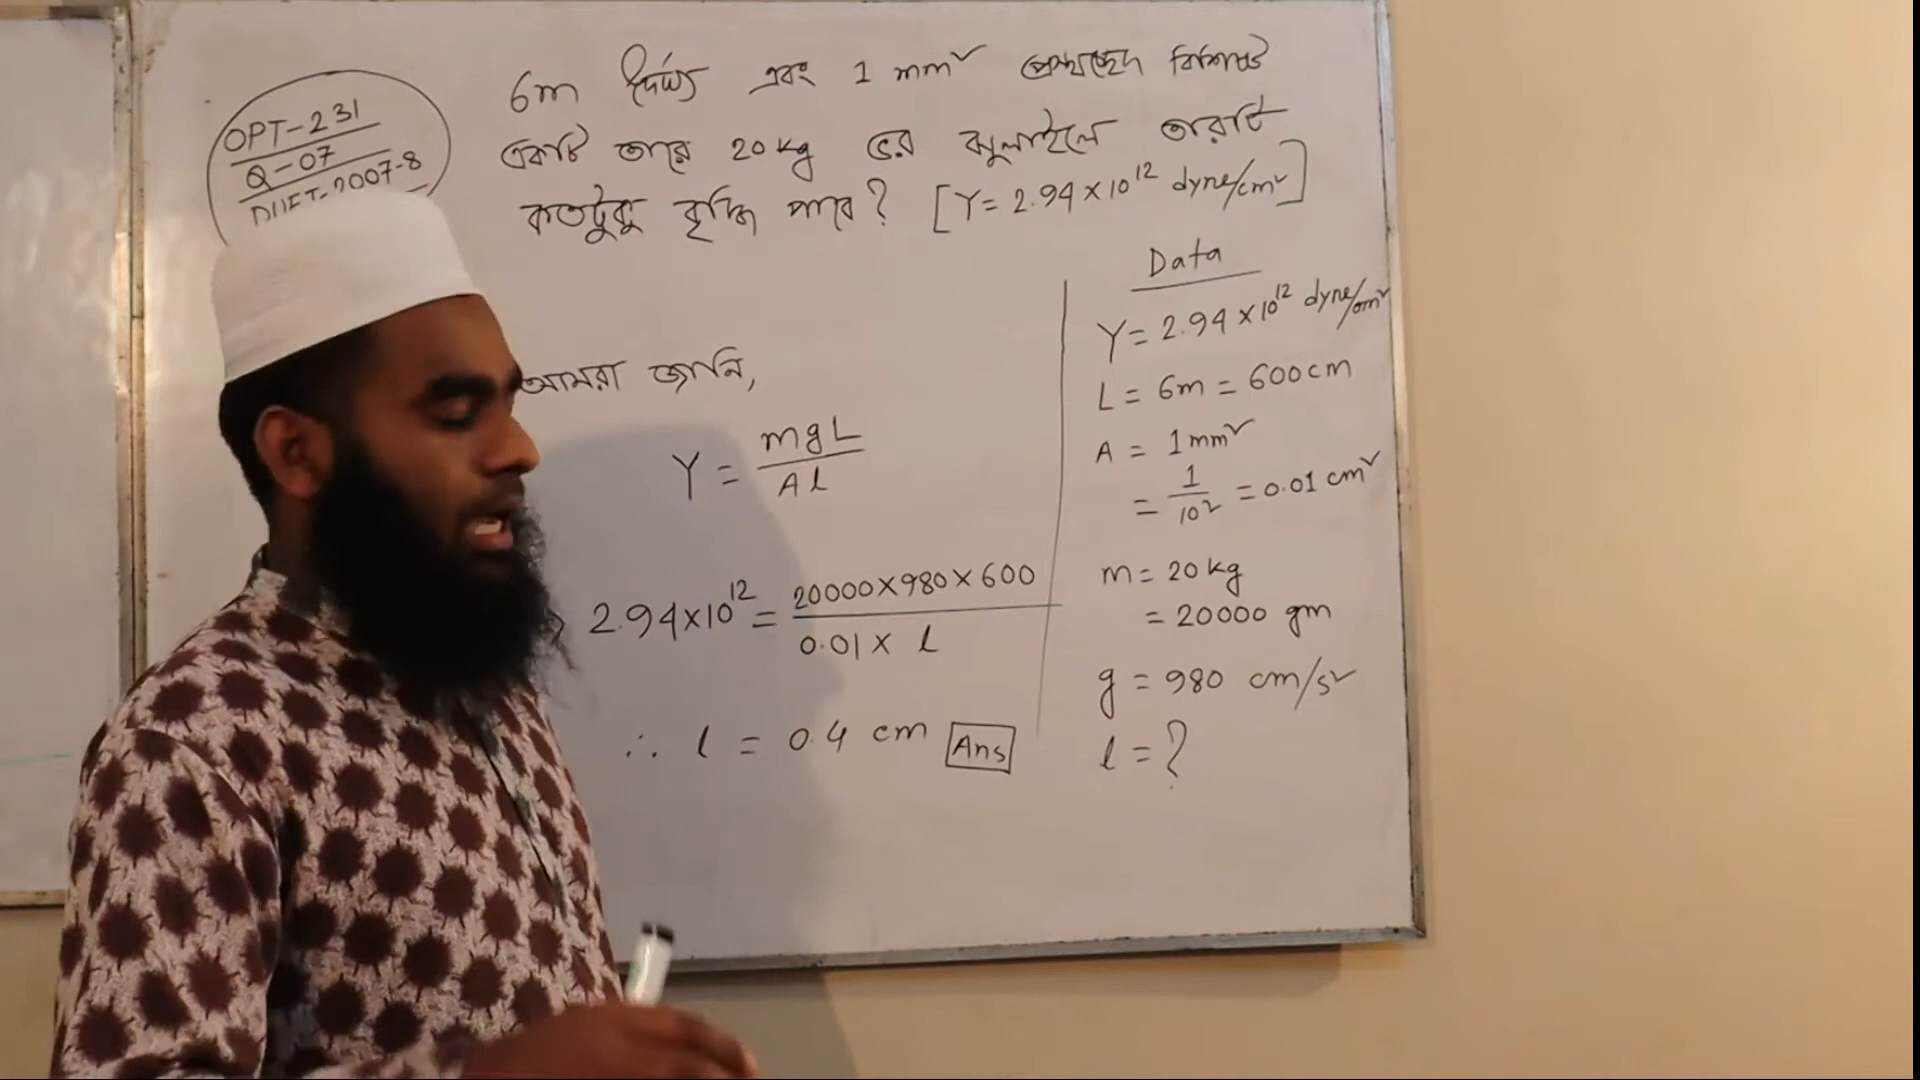 OPT-231
Q-07
DUET-2007-8
6m দৈর্ঘ্য এবং 1 mm² প্রস্থচ্ছেদ বিশিষ্ট
একটি তারে 20 kg ভর ঝুলাইলে তারটি
কতটুকু বৃদ্ধি পাবে? [Y= 2.94×10¹² dyne/cm²]
আমরা জানি,
Y = mgL / Al
2.94×10¹² = 20000×980×600 / 0.01× l
∴ l = 0.4 cm Ans
Data
Y= 2.94×10¹² dyne/cm²
L = 6m = 600cm
A = 1mm²
= 1/10² = 0.01 cm²
m= 20kg
= 20000 gm
g = 980 cm/s²
l =?